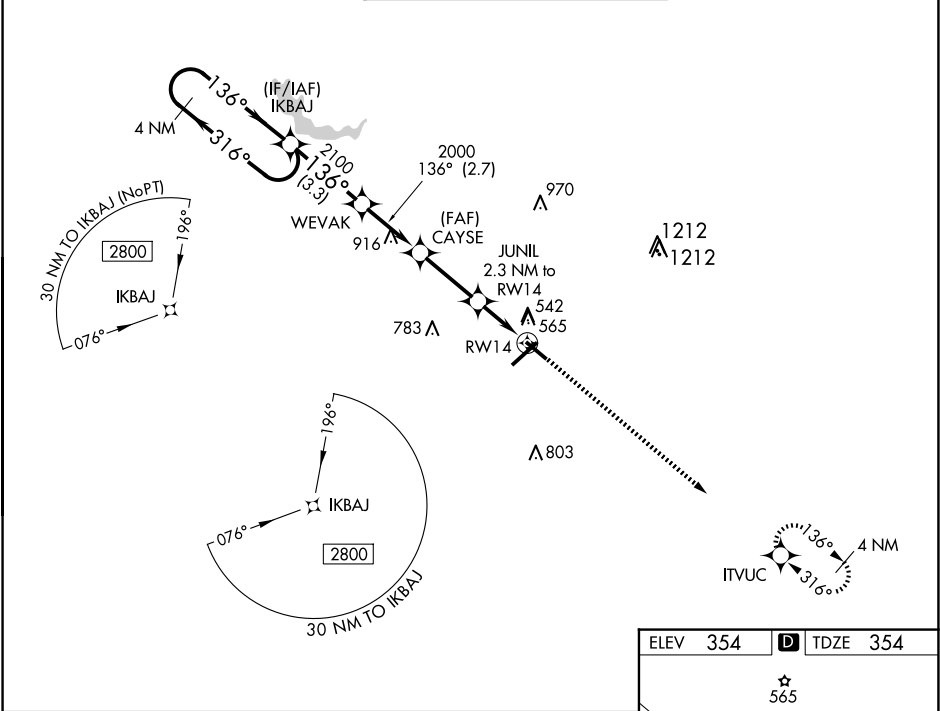 136°
(IF/IAF)
IKBAJ
4 NM
316°
2100
136°
(3.3)
2000
136° (2.7)
WEVAK
970
916
(FAF)
CAYSE
1212
1212
JUNIL
2.3 NM to
RW14
542
565
783
RW14
30 NM TO IKBAJ (NoPT)
196°
2800
IKBAJ
076°
803
196°
IKBAJ
076°
2800
30 NM TO IKBAJ
136°
4 NM
ITVUC
316°
ELEV 354 D TDZE 354
565